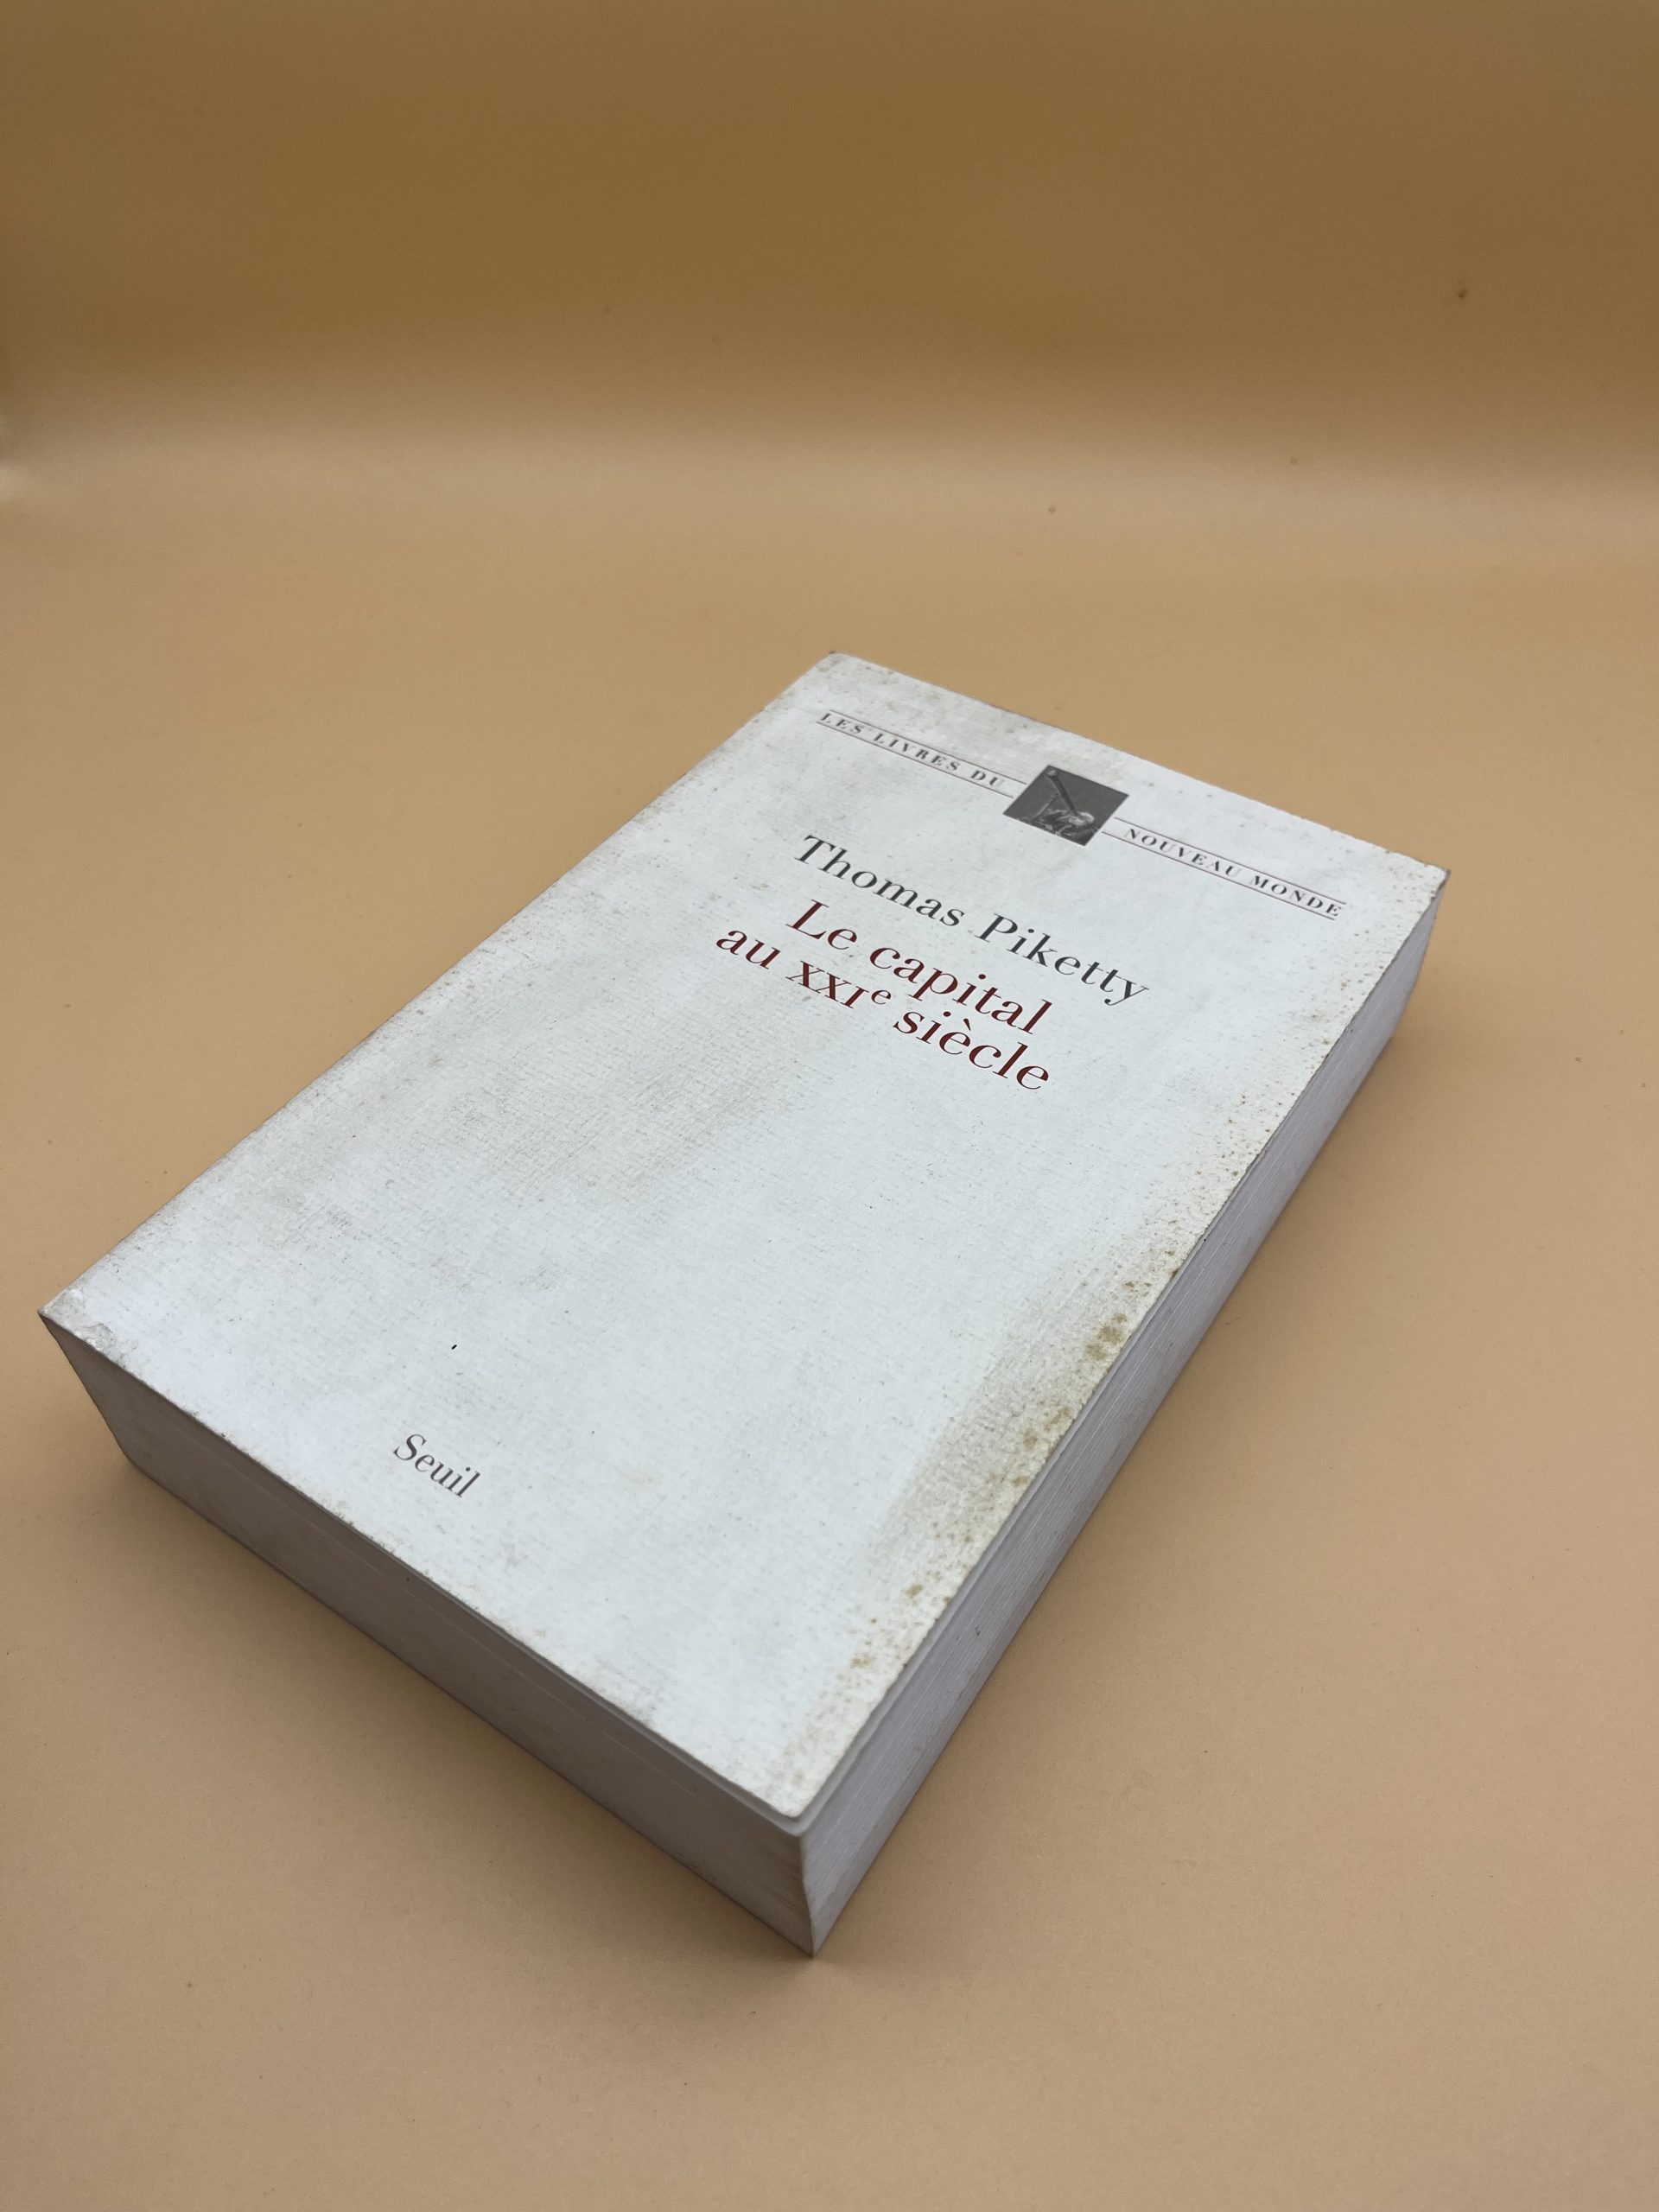 LES LIVRES DU NOUVEAU MONDE
Thomas Piketty
Le capital
au XXIe siècle
Seuil